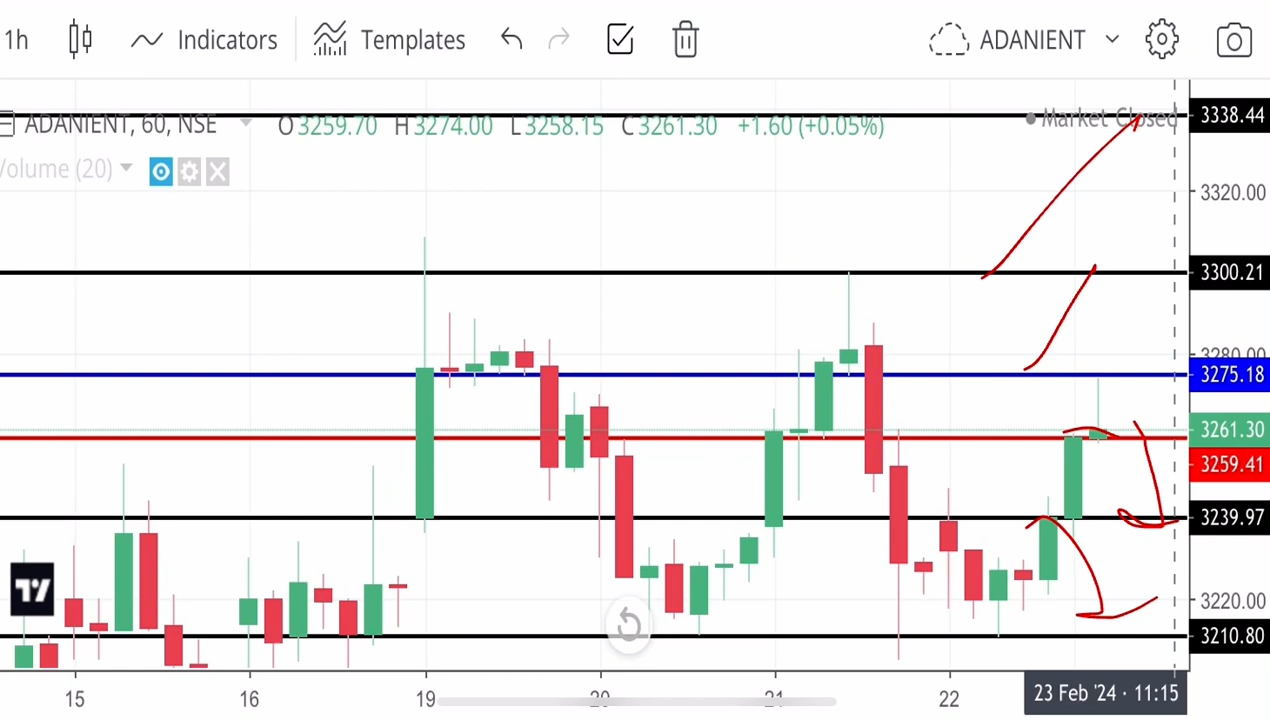 1h Indicators Templates ADANIENT
ADANIENT, 60, NSE O3259.70 H3274.00 L3258.15 C3261.30 +1.60 (+0.05%) Market Closed
Volume (20)
3338.44
3320.00
3300.21
3280.00
3275.18
3261.30
3259.41
3239.97
3220.00
3210.80
15 16 19 20 21 22 23 Feb '24 · 11:15